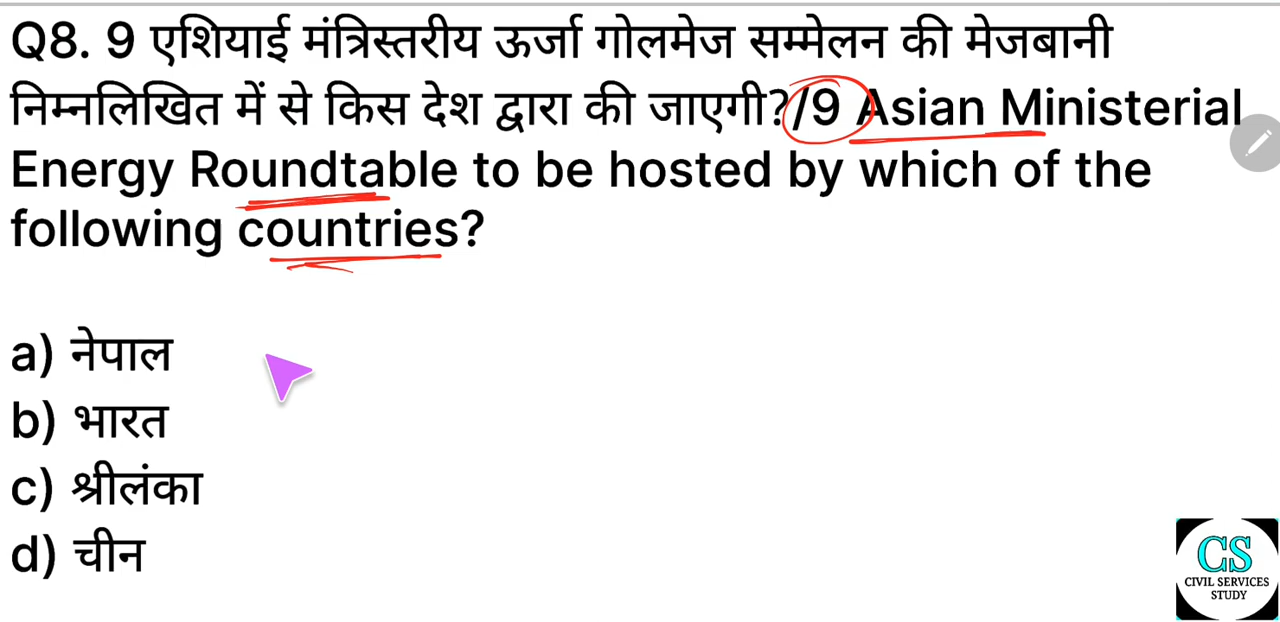 Q8. 9 एशियाई मंत्रिस्तरीय ऊर्जा गोलमेज सम्मेलन की मेजबानी
निम्नलिखित में से किस देश द्वारा की जाएगी?/9 Asian Ministerial
Energy Roundtable to be hosted by which of the
following countries?
a) नेपाल
b) भारत
c) श्रीलंका
d) चीन
CS
CIVIL SERVICES
STUDY